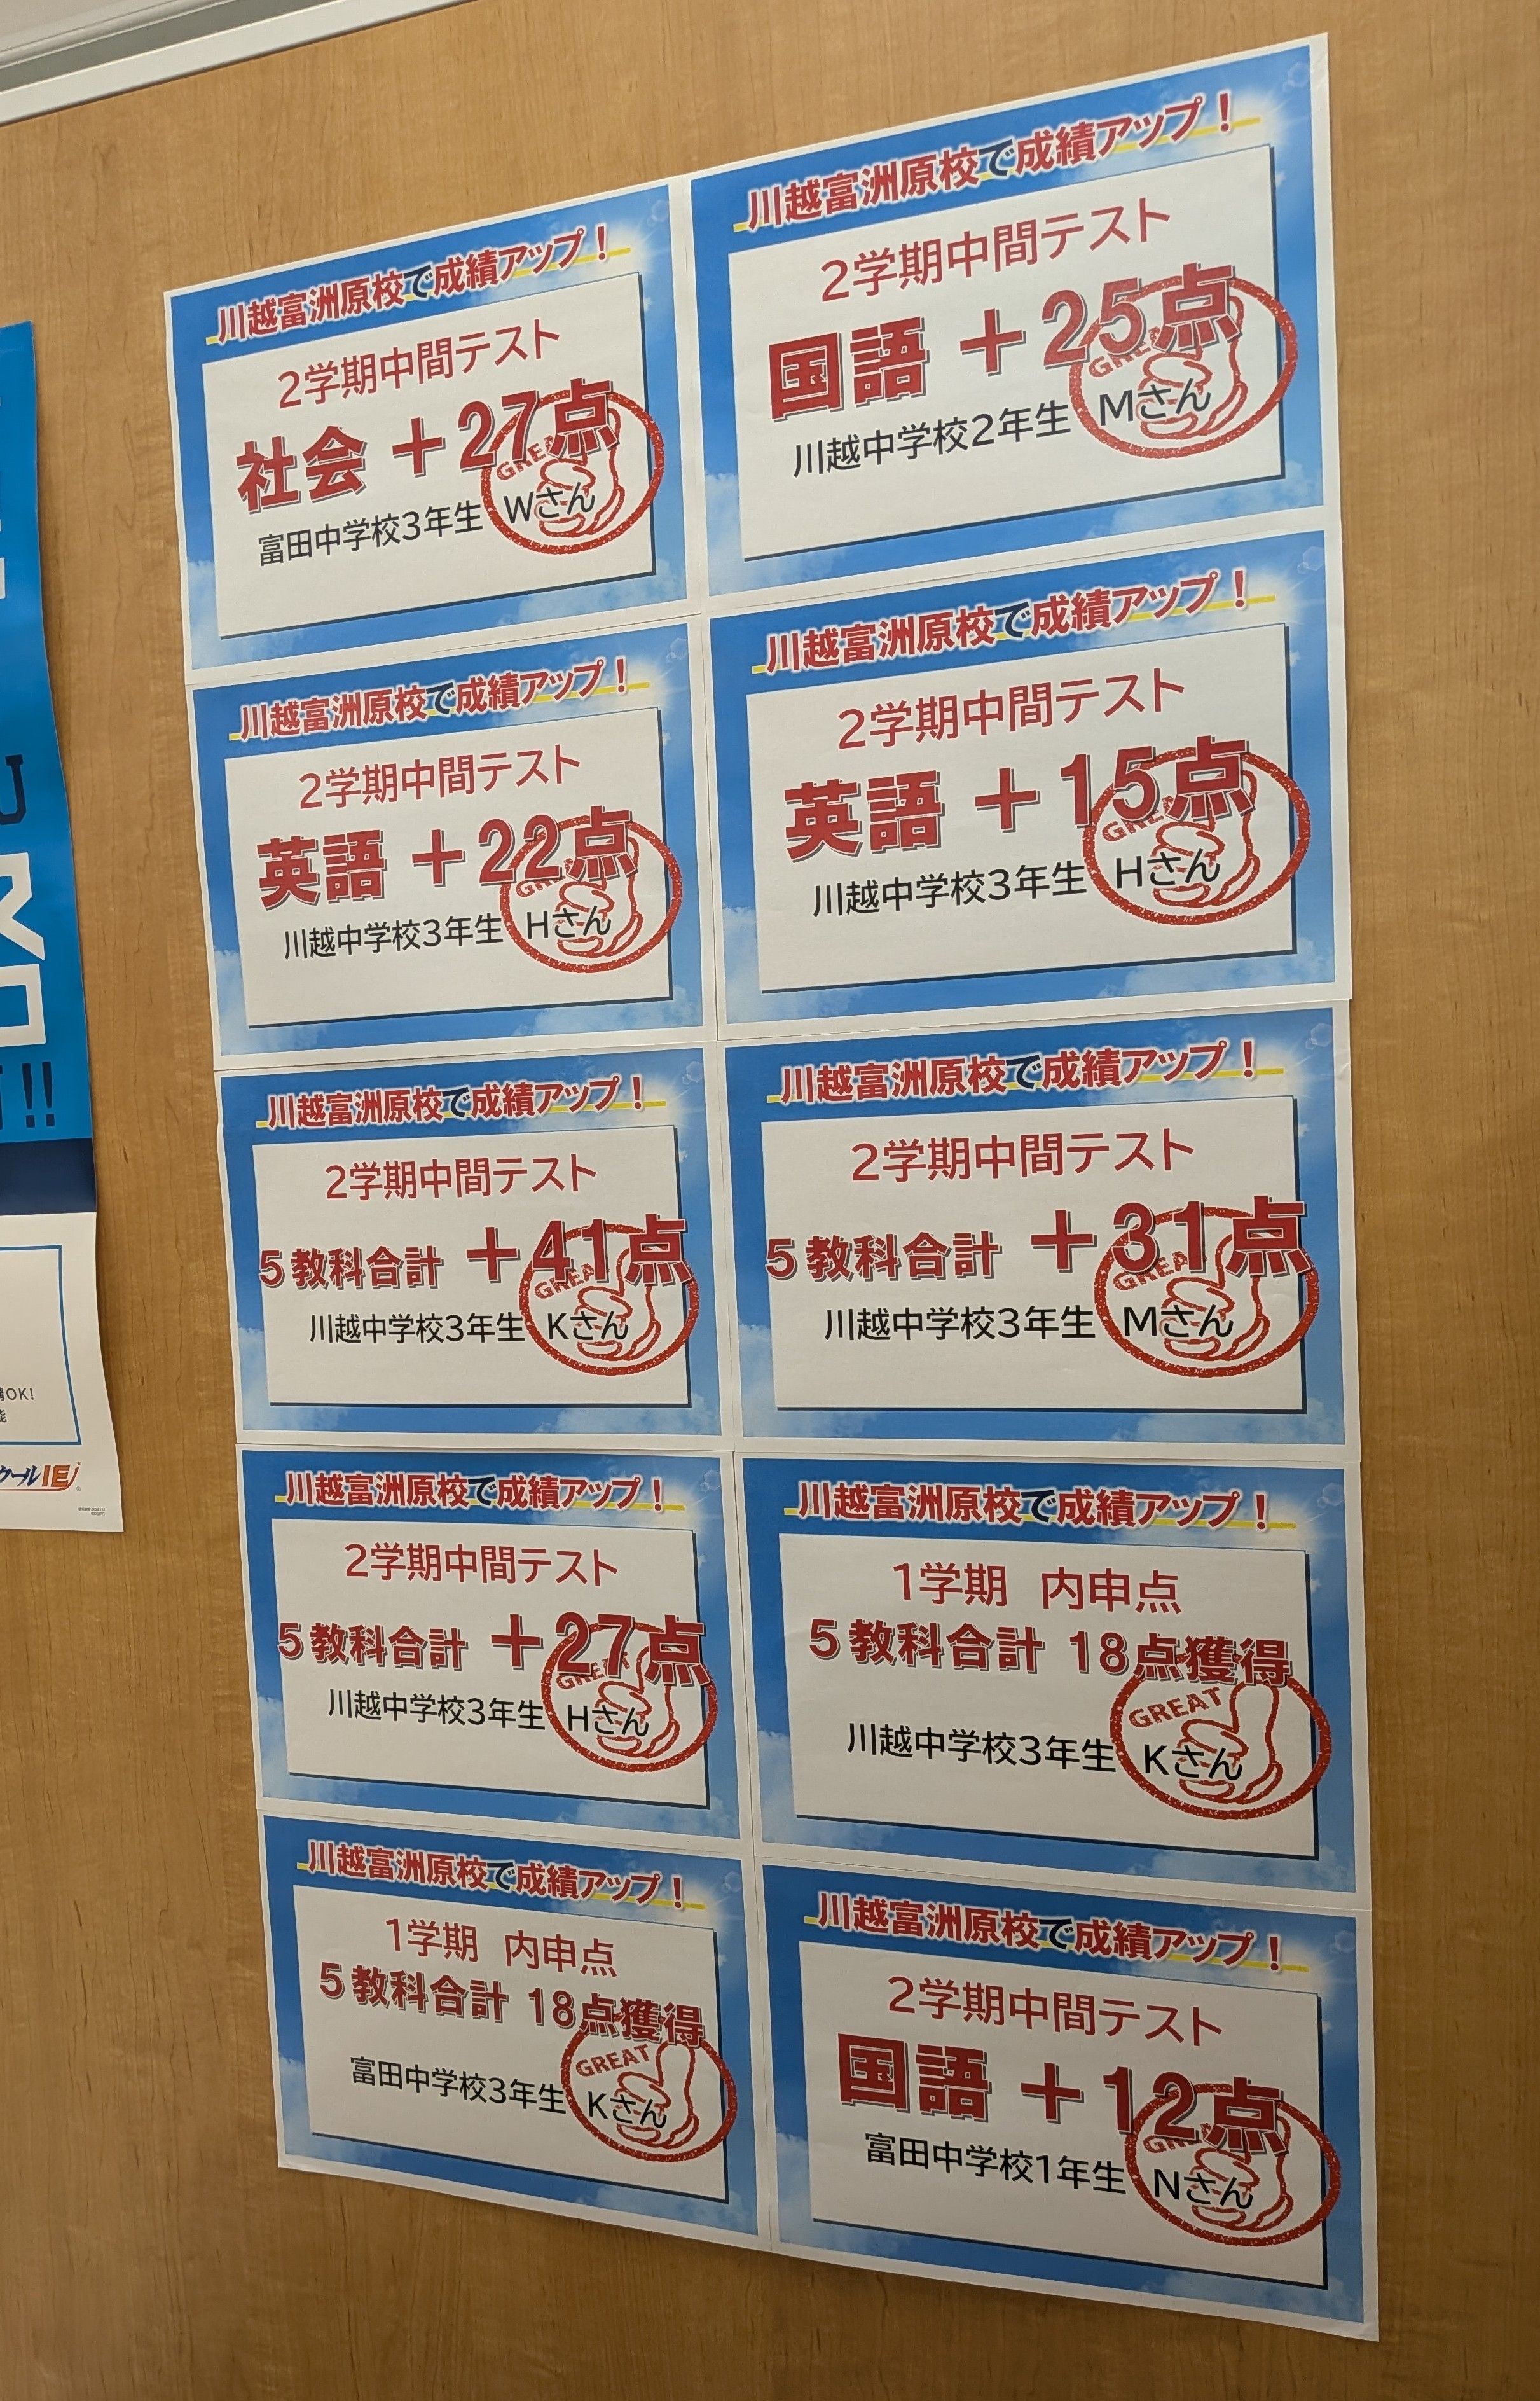 川越富洲原校で成績アップ!
2学期中間テスト
社会 +27点
富田中学校3年生 Wさん
GREAT
川越富洲原校で成績アップ!
2学期中間テスト
国語 +25点
川越中学校2年生 Mさん
GREAT
川越富洲原校で成績アップ!
2学期中間テスト
英語 +22点
川越中学校3年生 Hさん
GREAT
川越富洲原校で成績アップ!
2学期中間テスト
英語 +15点
川越中学校3年生 Hさん
GREAT
川越富洲原校で成績アップ!
2学期中間テスト
5教科合計 +41点
川越中学校3年生 Kさん
GREAT
川越富洲原校で成績アップ!
2学期中間テスト
5教科合計 +31点
川越中学校3年生 Mさん
GREAT
川越富洲原校で成績アップ!
2学期中間テスト
5教科合計 +27点
川越中学校3年生 Hさん
GREAT
川越富洲原校で成績アップ!
1学期 内申点
5教科合計 18点獲得
川越中学校3年生 Kさん
GREAT
川越富洲原校で成績アップ!
1学期 内申点
5教科合計 18点獲得
富田中学校3年生 Kさん
GREAT
川越富洲原校で成績アップ!
2学期中間テスト
国語 +12点
富田中学校1年生 Nさん
GREAT
!!
OK!
クールIE